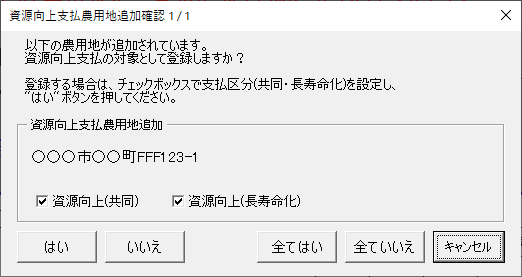 資源向上支払農用地追加確認 1 / 1
以下の農用地が追加されています。
資源向上支払の対象として登録しますか？
登録する場合は、チェックボックスで支払区分(共同・長寿命化)を設定し、
"はい"ボタンを押してください。
資源向上支払農用地追加
〇〇〇市〇〇町FFF123-1
資源向上(共同)
資源向上(長寿命化)
はい
いいえ
全てはい
全ていいえ
キャンセル